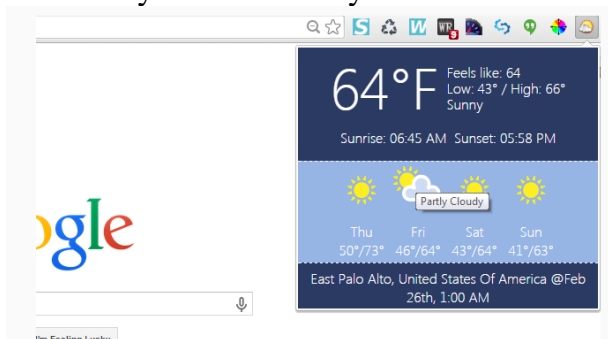 S W WR 9
64°F
Feels like: 64
Low: 43° / High: 66°
Sunny
Sunrise: 06:45 AM Sunset: 05:58 PM
Partly Cloudy
Thu Fri Sat Sun
50°/73° 46°/64° 43°/64° 41°/63°
East Palo Alto, United States Of America @Feb
26th, 1:00 AM
ogle
I'm Feeling Lucky